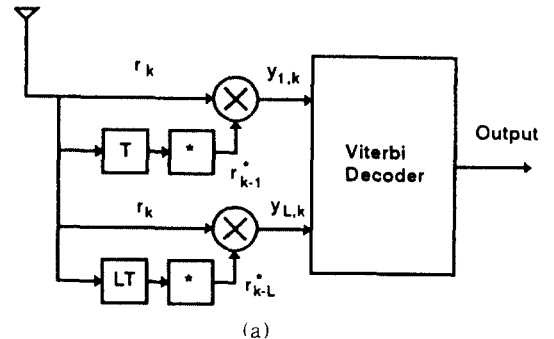 r k
y 1,k
T
*
r* k-1
Viterbi
Decoder
Output
r k
y L,k
LT
*
r* k-L
(a)